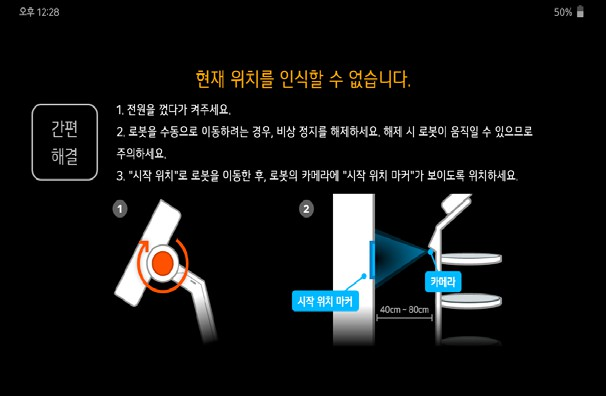 오후 12:28
50%
현재 위치를 인식할 수 없습니다.
간편
해결
1. 전원을 껐다가 켜주세요.
2. 로봇을 수동으로 이동하려는 경우, 비상 정지를 해제하세요. 해제 시 로봇이 움직일 수 있으므로
주의하세요.
3. "시작 위치"로 로봇을 이동한 후, 로봇의 카메라에 "시작 위치 마커"가 보이도록 위치하세요.
1
2
카메라
시작 위치 마커
40cm ~ 80cm